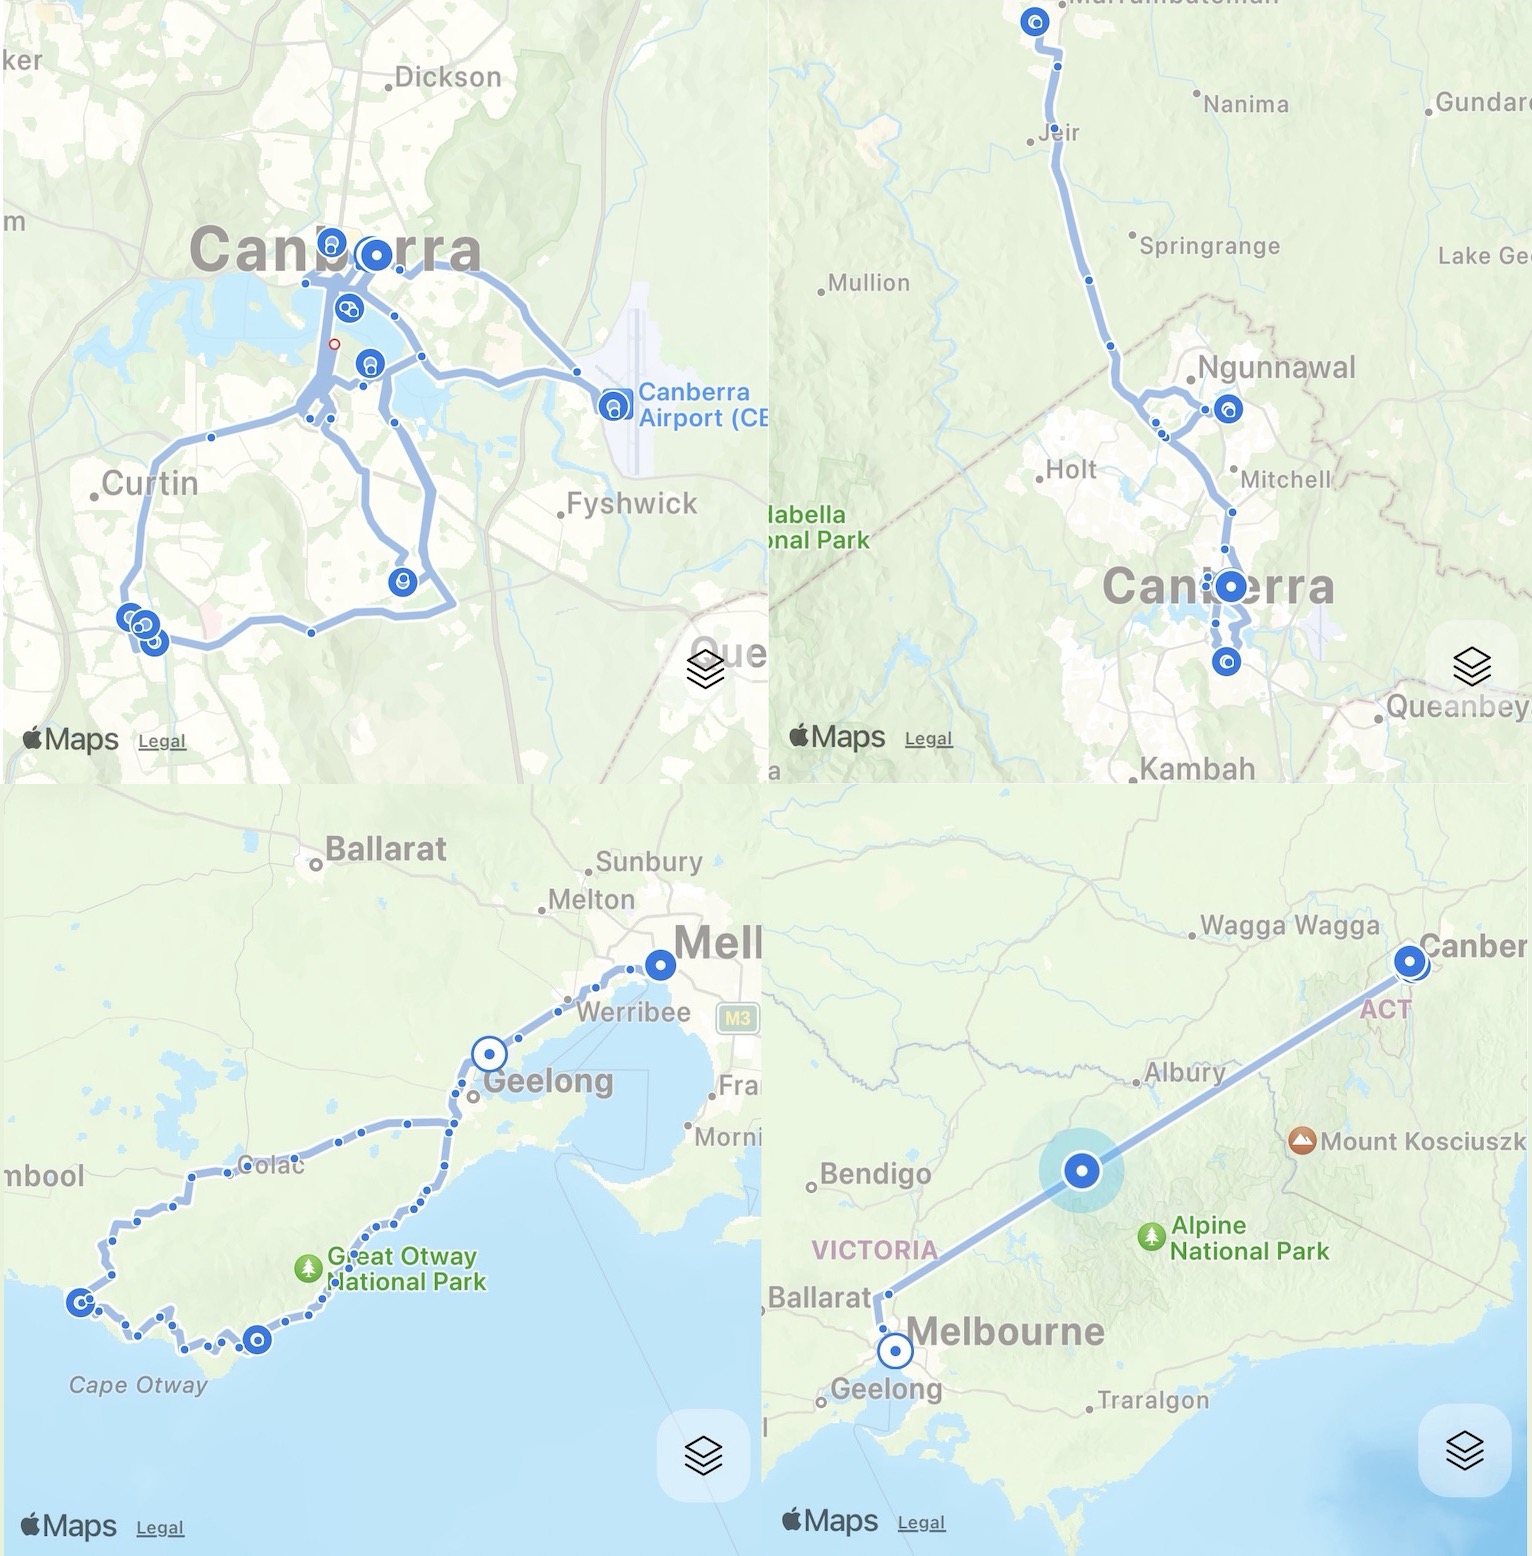 ker
Dickson
m
Canberra
Canberra
Airport (CB
Curtin
Fyshwick
Que
Maps
Legal
Murrumbateman
Nanima
Gundar
Jeir
Springrange
Lake Ge
Mullion
Ngunnawal
Holt
Mitchell
labella
onal Park
Canberra
Queanbey
a
Kambah
Maps
Legal
Ballarat
Sunbury
Melton
Mell
Werribee
M3
Geelong
Fra
Morni
Colac
mbool
Great Otway
National Park
Cape Otway
Maps
Legal
Wagga Wagga
Canber
ACT
Albury
Mount Kosciuszk
Bendigo
Alpine
National Park
VICTORIA
Ballarat
Melbourne
Geelong
Traralgon
l
Maps
Legal